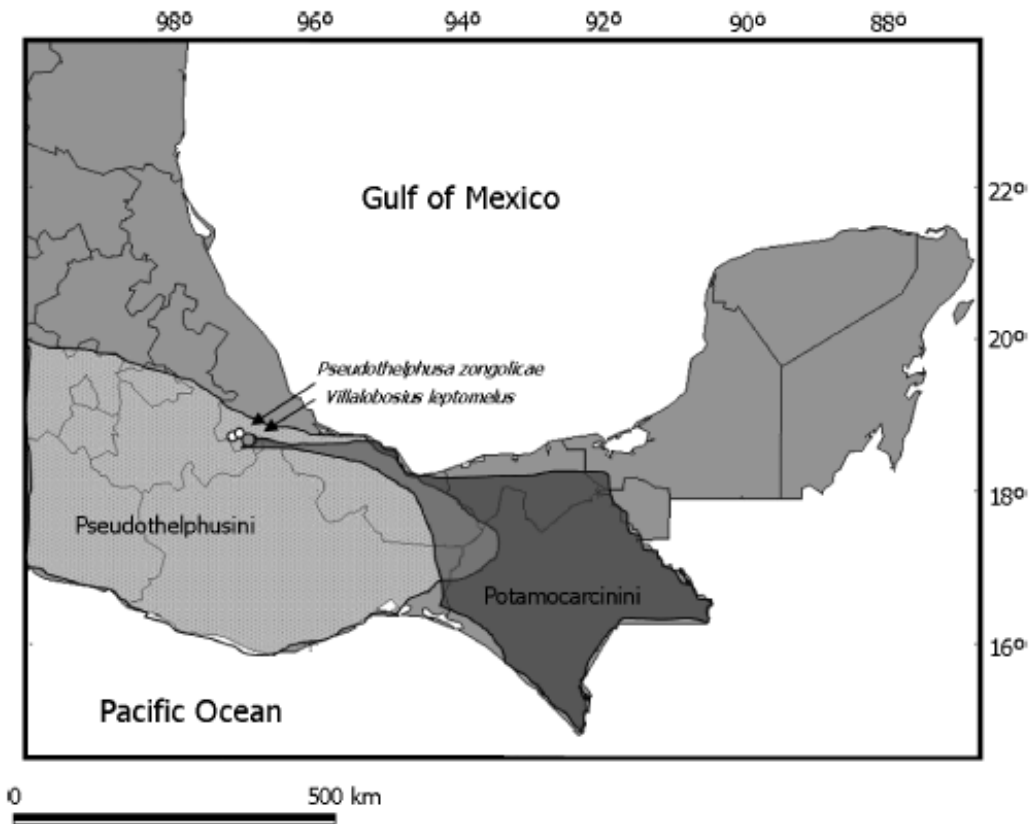 98º 96º 94º 92º 90º 88º
Gulf of Mexico
22º
20º
Pseudothelphusa zongolicae
Villalobosius leptomelus
18º
Pseudothelphusini
Potamocarcinini
16º
Pacific Ocean
0 500 km